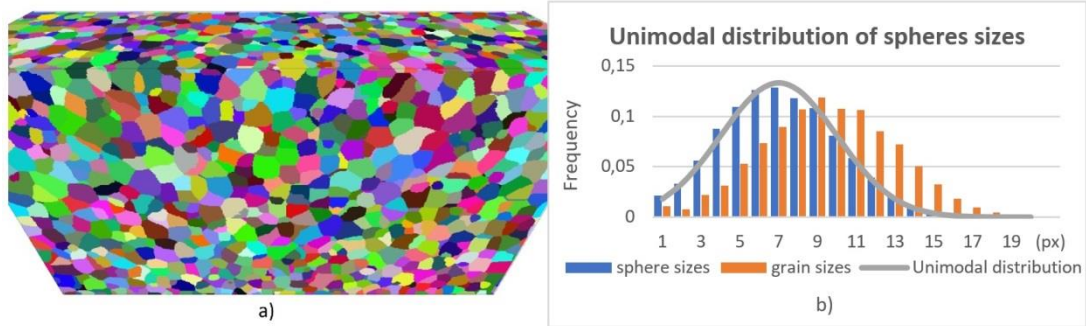 Unimodal distribution of spheres sizes
0,15
0,1
0,05
0
Frequency
1 3 5 7 9 11 13 15 17 19 (px)
sphere sizes grain sizes Unimodal distribution
a)
b)